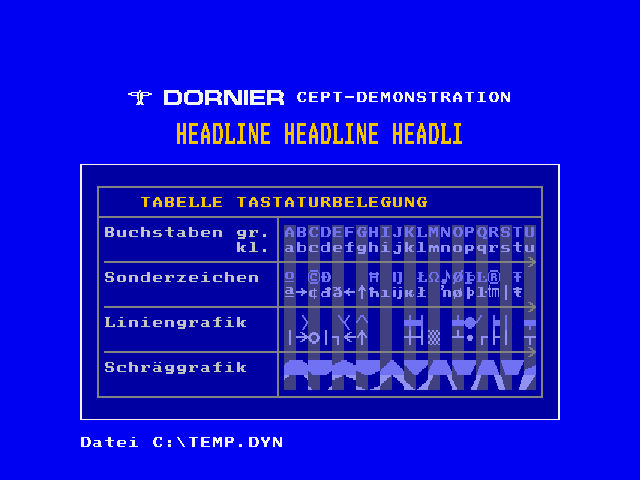 DORNIER CEPT-DEMONSTRATION
HEADLINE HEADLINE HEADLI
TABELLE TASTATURBELEGUNG
Buchstaben gr. ABCDEFGHIJKLMNOPQRSTU
kl. abcdefghijklmnopqrstu
Sonderzeichen
Liniengrafik
Schräggrafik
Datei C:\TEMP.DYN